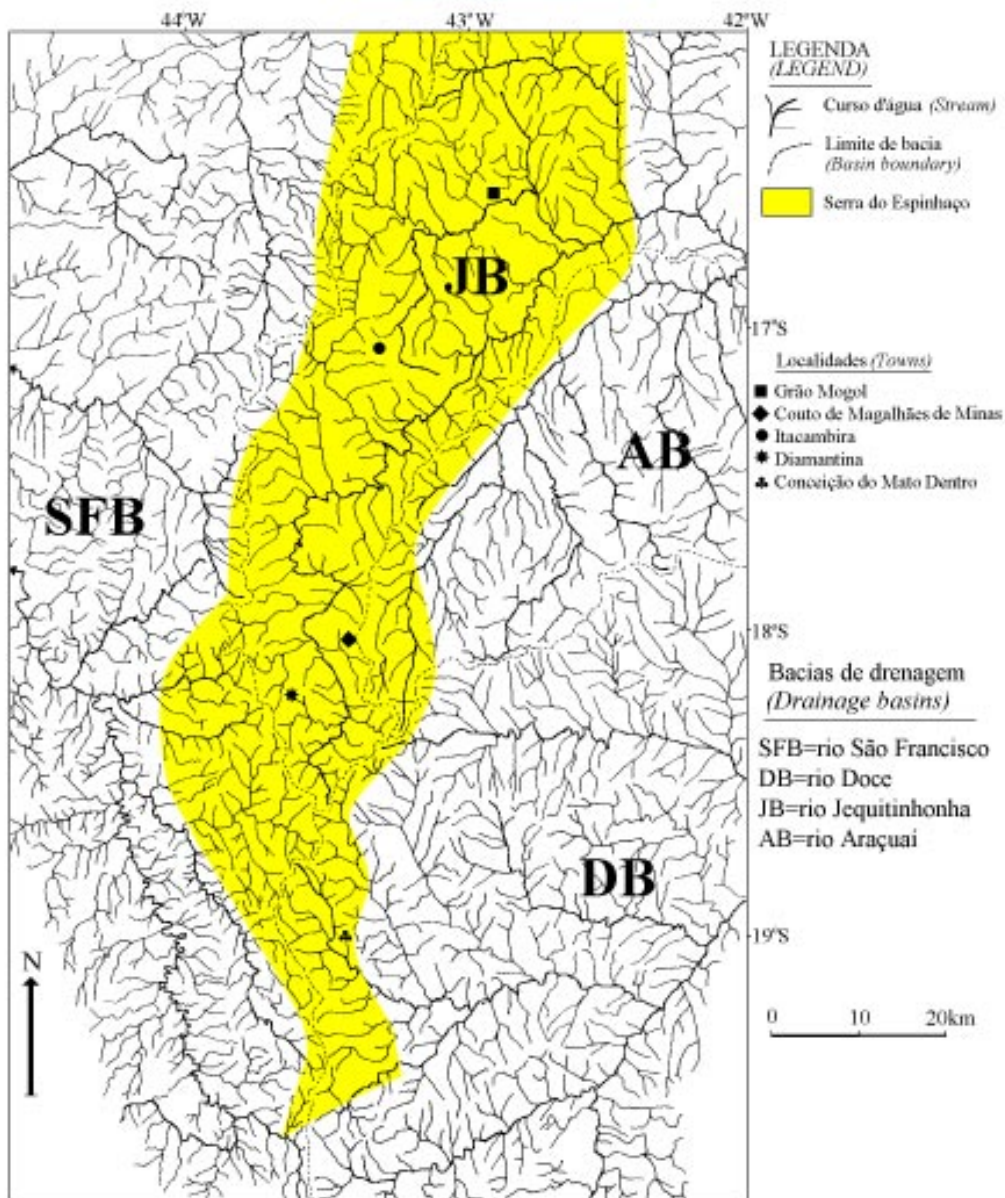 44°W
43°W
42°W
LEGENDA
(LEGEND)
Curso d'água (Stream)
Limite de bacia
(Basin boundary)
Serra do Espinhaço
JB
17°S
Localidades (Towns)
Grão Mogol
Couto de Magalhães de Minas
Itacambira
Diamantina
Conceição do Mato Dentro
AB
SFB
18°S
Bacias de drenagem
(Drainage basins)
SFB=rio São Francisco
DB=rio Doce
JB=rio Jequitinhonha
AB=rio Araçuaí
DB
19°S
N
0 10 20km